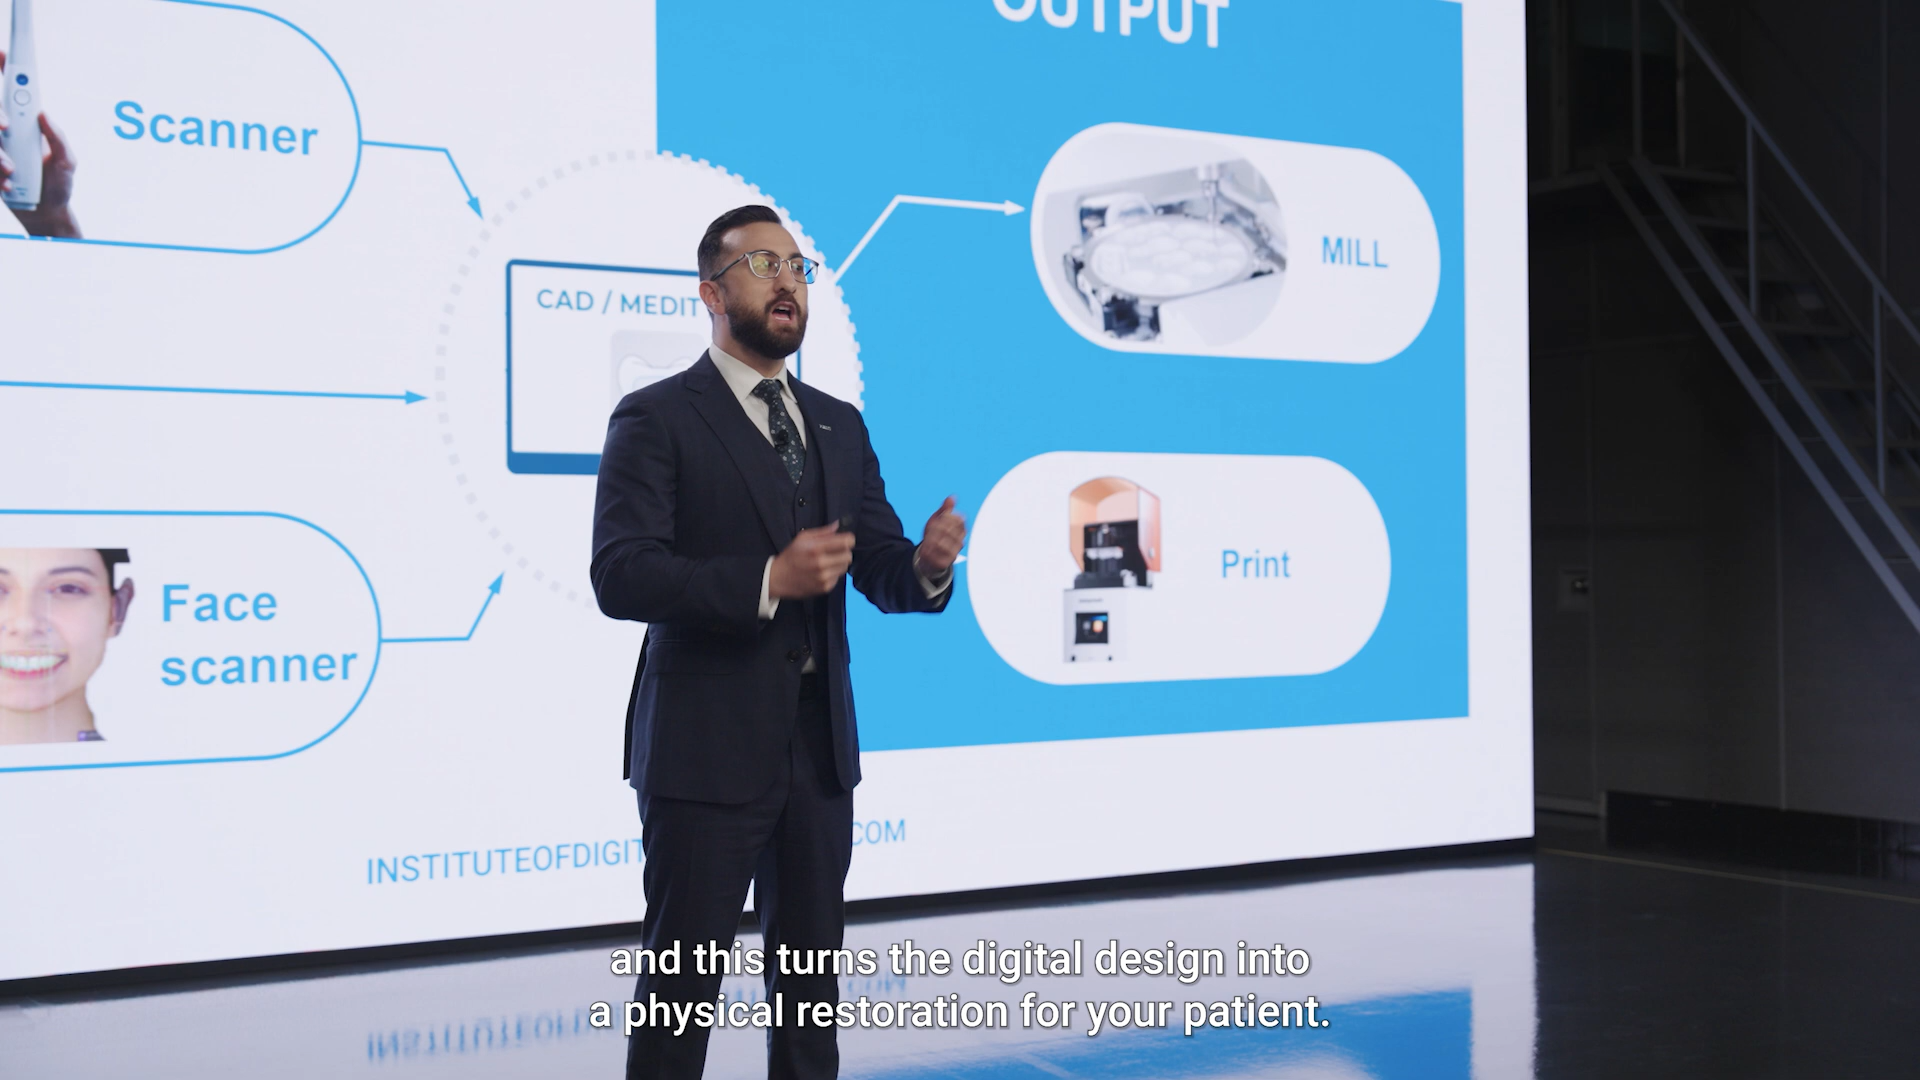 OUTPUT
Scanner
MILL
CAD / MEDIT
Print
Face
scanner
INSTITUTEOFDIGIT COM
and this turns the digital design into
a physical restoration for your patient.